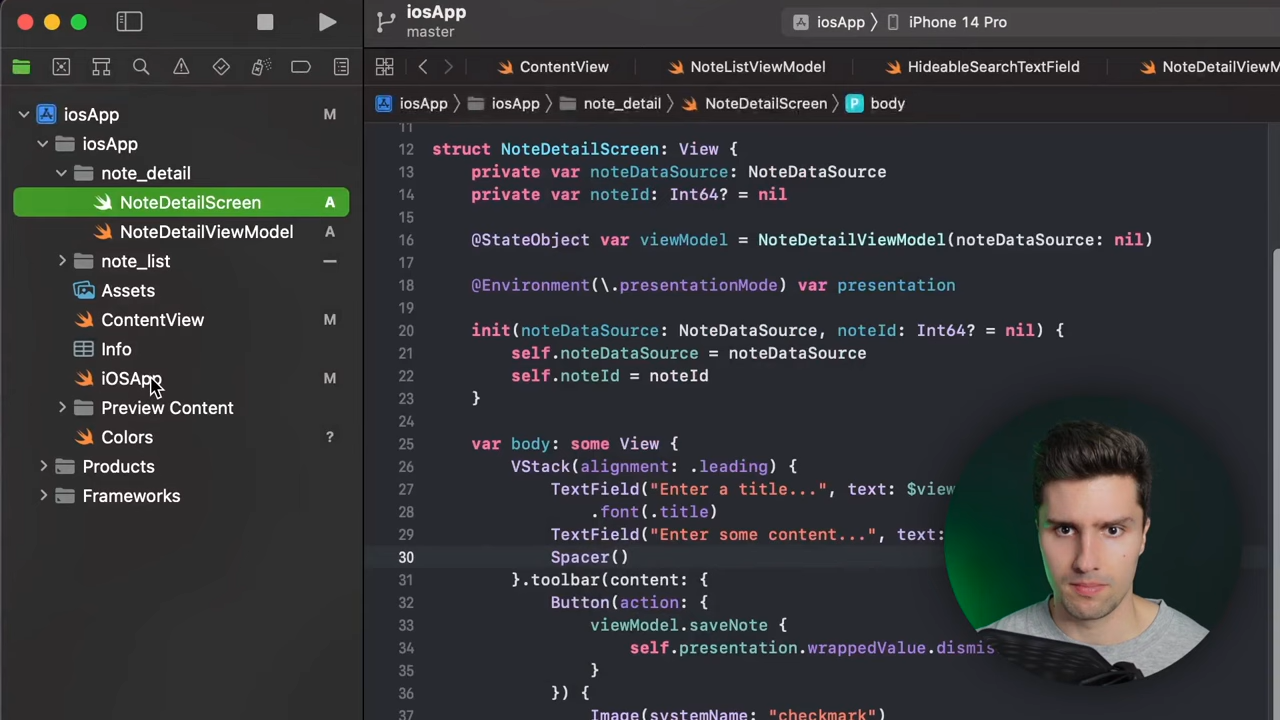 iosApp
master
iosApp
iPhone 14 Pro
ContentView
NoteListViewModel
HideableSearchTextField
NoteDetailViewM
iosApp
iosApp
note_detail
NoteDetailScreen
P body
iosApp M
iosApp
note_detail
NoteDetailScreen A
NoteDetailViewModel A
note_list
Assets
ContentView M
Info
iOSApp M
Preview Content
Colors ?
Products
Frameworks
11
12 struct NoteDetailScreen: View {
13 private var noteDataSource: NoteDataSource
14 private var noteId: Int64? = nil
15
16 @StateObject var viewModel = NoteDetailViewModel(noteDataSource: nil)
17
18 @Environment(\.presentationMode) var presentation
19
20 init(noteDataSource: NoteDataSource, noteId: Int64? = nil) {
21 self.noteDataSource = noteDataSource
22 self.noteId = noteId
23 }
24
25 var body: some View {
26 VStack(alignment: .leading) {
27 TextField("Enter a title...", text: $view
28 .font(.title)
29 TextField("Enter some content...", text:
30 Spacer()
31 }.toolbar(content: {
32 Button(action: {
33 viewModel.saveNote {
34 self.presentation.wrappedValue.dismis
35 }
36 }) {
37 Image(systemName: "checkmark")